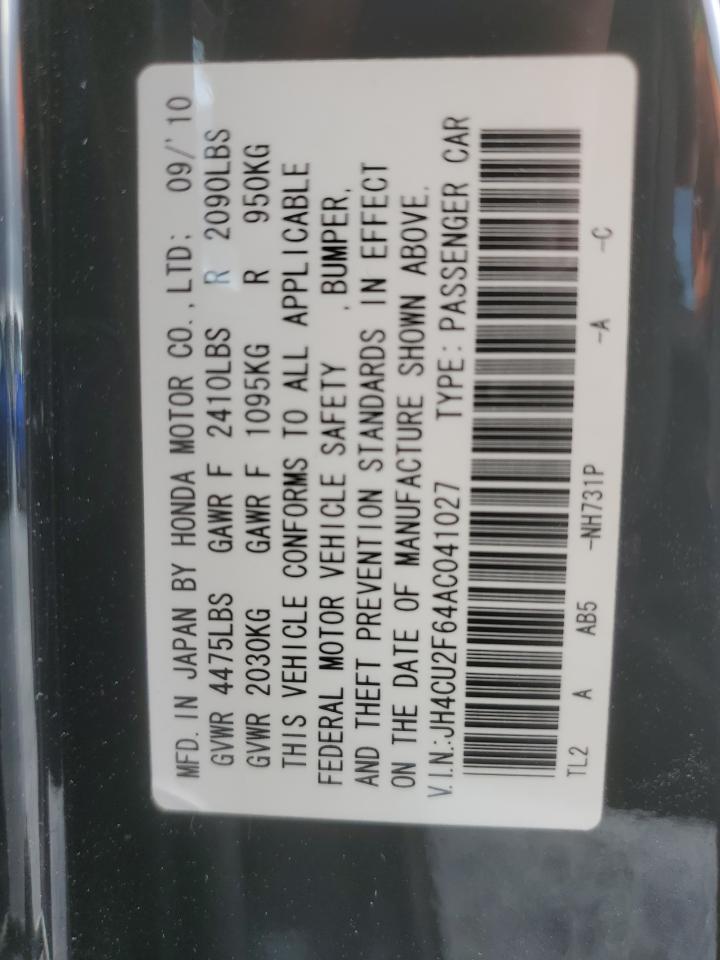 MFD. IN JAPAN BY HONDA MOTOR CO., LTD: 09/'10
GVWR 4475LBS GAWR F 2410LBS R 2090LBS
GVWR 2030KG GAWR F 1095KG R 950KG
THIS VEHICLE CONFORMS TO ALL APPLICABLE
FEDERAL MOTOR VEHICLE SAFETY , BUMPER,
AND THEFT PREVENTION STANDARDS IN EFFECT
ON THE DATE OF MANUFACTURE SHOWN ABOVE.
V.I.N.:JH4CU2F64AC041027 TYPE:PASSENGER CAR
TL2 A AB5 -NH731P -A -C